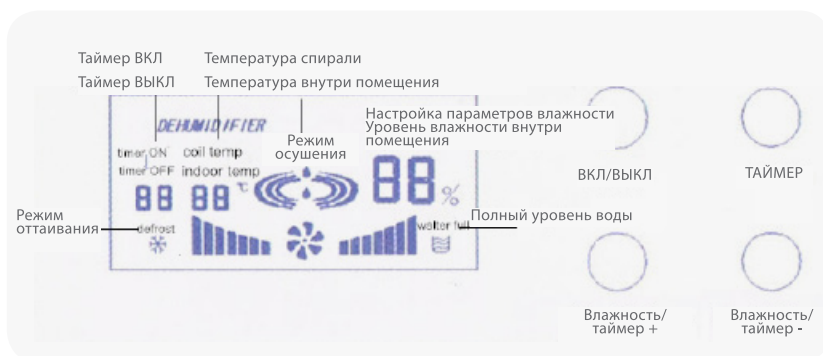 Таймер ВКЛ
Температура спирали
Таймер ВЫКЛ
Температура внутри помещения
Настройка параметров влажности
Уровень влажности внутри
помещения
DEHUMIDIFIER
Режим
осушения
timer ON
coil temp
timer OFF
indoor temp
88
88
°C
88
%
Режим
оттаивания
defrost
walter full
Полный уровень воды
ВКЛ/ВЫКЛ
ТАЙМЕР
Влажность/
таймер +
Влажность/
таймер -